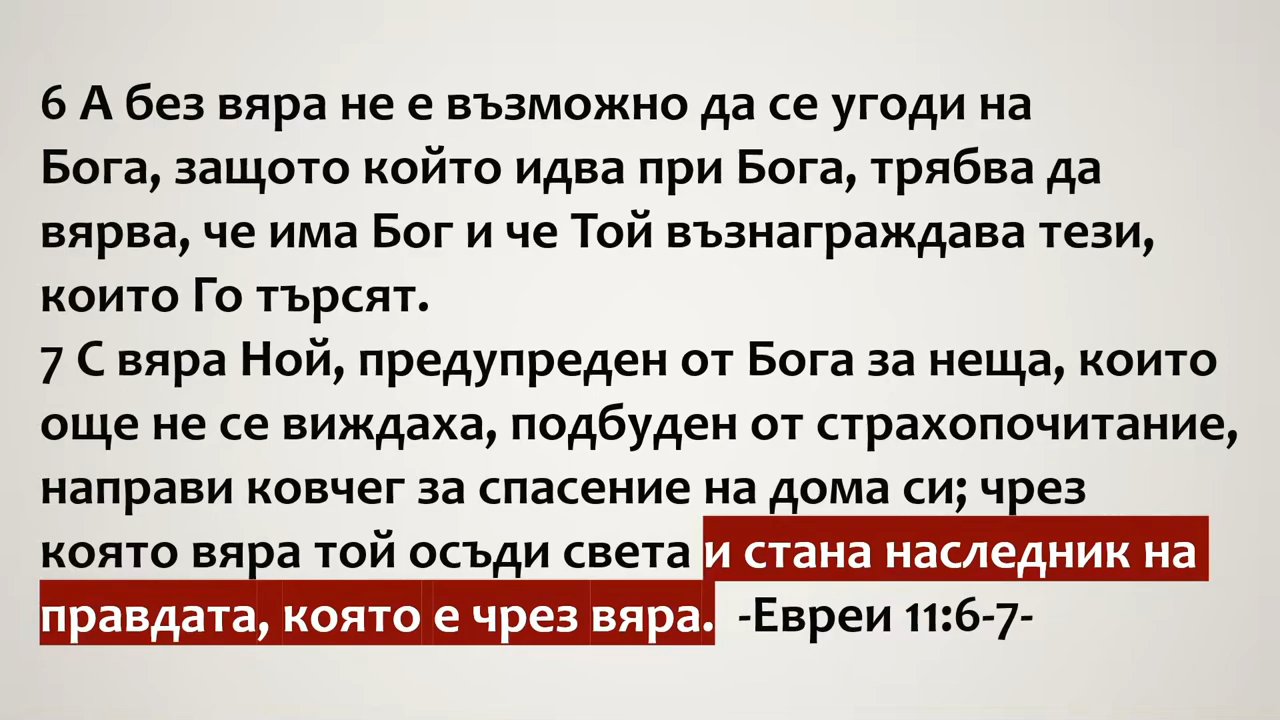 6 А без вяра не е възможно да се угоди на
Бога, защото който идва при Бога, трябва да
вярва, че има Бог и че Той възнаграждава тези,
които Го търсят.
7 С вяра Ной, предупреден от Бога за неща, които
още не се виждаха, подбуден от страхопочитание,
направи ковчег за спасение на дома си; чрез
която вяра той осъди света и стана наследник на
правдата, която е чрез вяра. -Евреи 11:6-7-